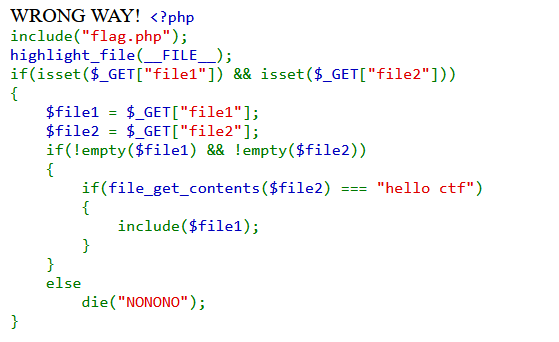 WRONG WAY! <?php
include("flag.php");
highlight_file(__FILE__);
if(isset($_GET["file1"]) && isset($_GET["file2"]))
{
    $file1 = $_GET["file1"];
    $file2 = $_GET["file2"];
    if(!empty($file1) && !empty($file2))
    {
        if(file_get_contents($file2) === "hello ctf")
        {
            include($file1);
        }
    }
    else
        die("NONONO");
}